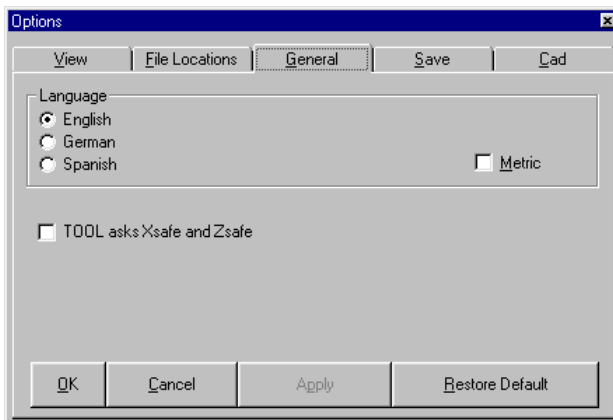 Options
View File Locations General Save Cad
Language
English
German
Spanish
Metric
TOOL asks Xsafe and Zsafe
OK Cancel Apply Restore Default